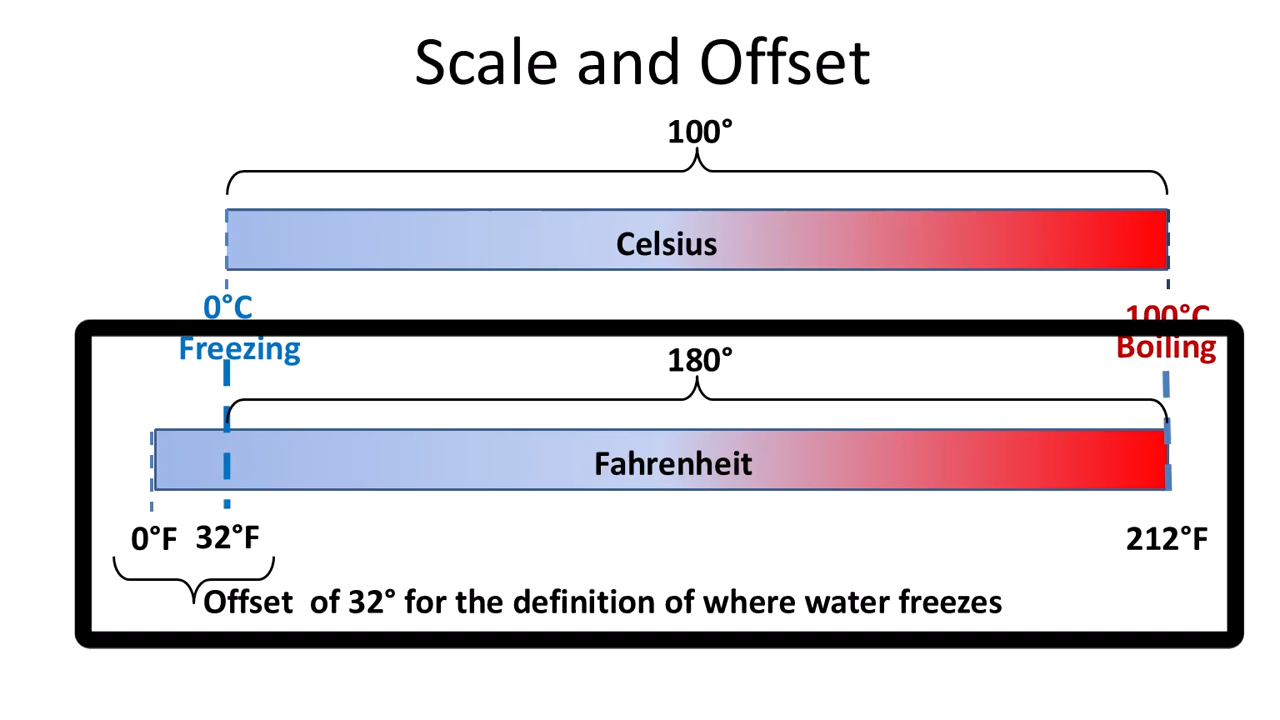 Scale and Offset
100°
Celsius
0°C
100°C
Freezing
Boiling
180°
Fahrenheit
0°F 32°F
212°F
Offset of 32° for the definition of where water freezes